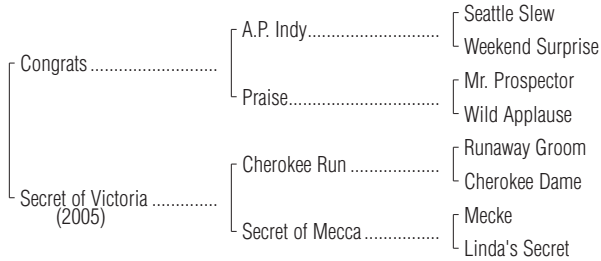 Seattle Slew
A.P. Indy..............................
Weekend Surprise
Congrats ............................
Mr. Prospector
Praise..................................
Wild Applause
Runaway Groom
Cherokee Run ....................
Cherokee Dame
Secret of Victoria ..............
(2005)
Mecke
Secret of Mecca.................
Linda's Secret